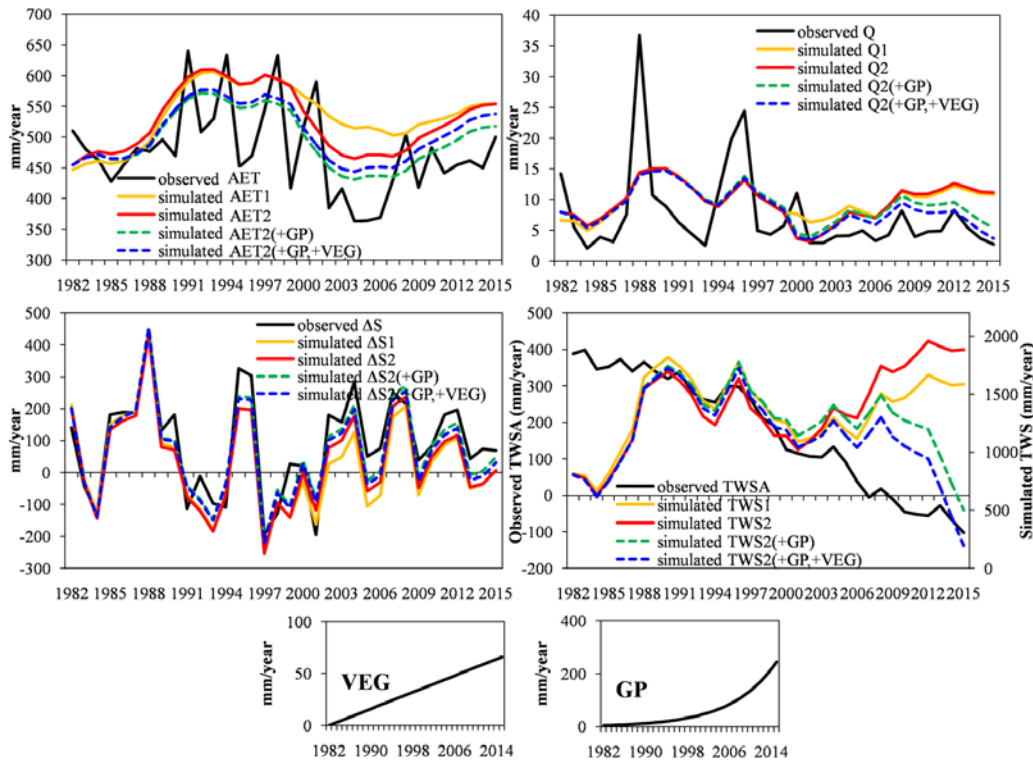 700
650
600
550
500
450
400
350
300
mm/year
observed AET
simulated AET1
simulated AET2
simulated AET2(+GP)
simulated AET2(+GP,+VEG)
1982 1985 1988 1991 1994 1997 2000 2003 2006 2009 2012 2015
40
35
30
25
20
15
10
5
0
mm/year
observed Q
simulated Q1
simulated Q2
simulated Q2(+GP)
simulated Q2(+GP,+VEG)
1982 1985 1988 1991 1994 1997 2000 2003 2006 2009 2012 2015
500
400
300
200
100
0
-100
-200
-300
mm/year
observed ΔS
simulated ΔS1
simulated ΔS2
simulated ΔS2(+GP)
simulated ΔS2(+GP,+VEG)
1982 1985 1988 1991 1994 1997 2000 2003 2006 2009 2012 2015
500
400
300
200
100
0
-100
-200
Observed TWSA (mm/year)
observed TWSA
simulated TWS1
simulated TWS2
simulated TWS2(+GP)
simulated TWS2(+GP,+VEG)
2000
1500
1000
500
0
Simulated TWS (mm/year)
1982 1985 1988 1991 1994 1997 2000 2003 2006 2009 2012 2015
100
50
0
mm/year
VEG
1982 1990 1998 2006 2014
400
200
0
mm/year
GP
1982 1990 1998 2006 2014